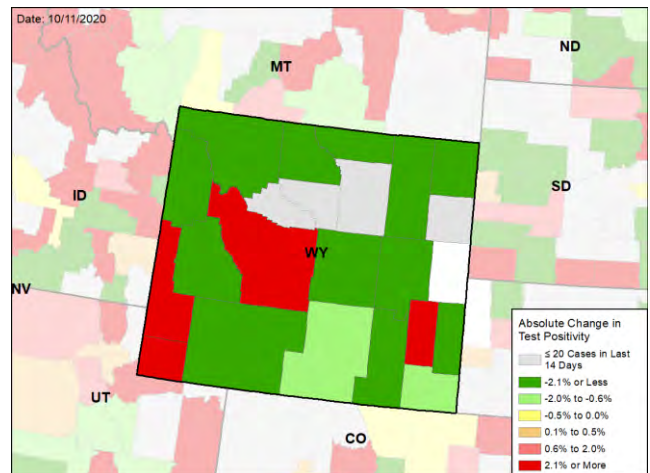 Date: 10/11/2020
ND
MT
ID
SD
WY
NV
UT
CO
Absolute Change in
Test Positivity
≤ 20 Cases in Last
14 Days
-2.1% or Less
-2.0% to -0.6%
-0.5% to 0.0%
0.1% to 0.5%
0.6% to 2.0%
2.1% or More